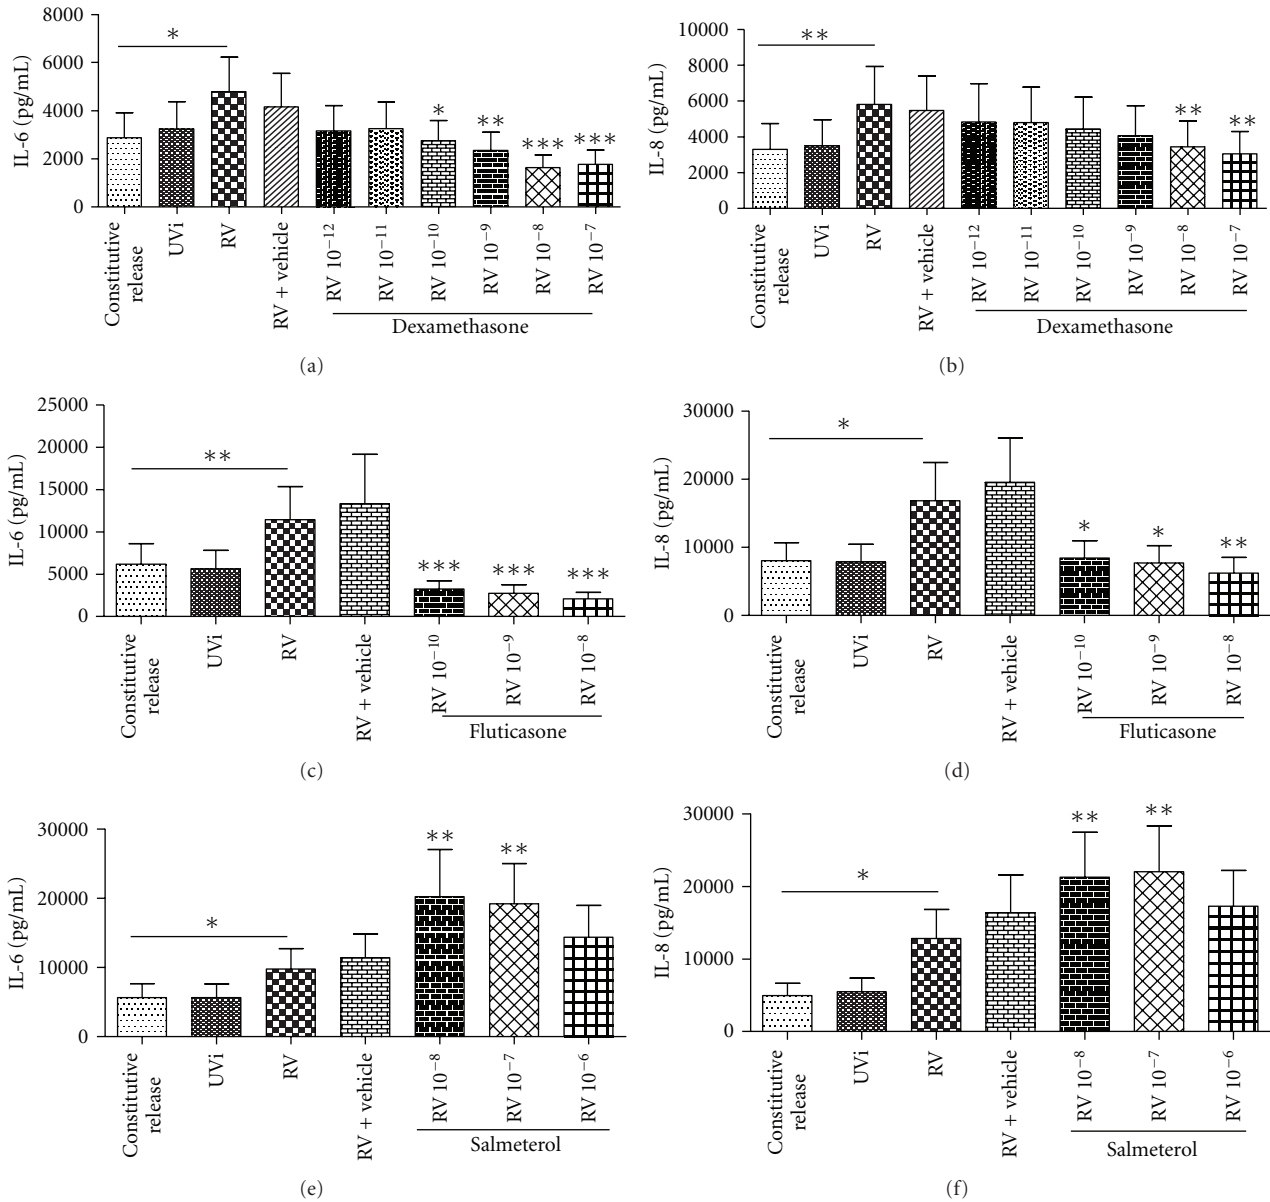 8000
6000
4000
2000
0
IL-6 (pg/mL)
*
*
**
***
***
Constitutive
release
UVi
RV
RV + vehicle
RV 10−12
RV 10−11
RV 10−10
RV 10−9
RV 10−8
RV 10−7
Dexamethasone
(a)
10000
8000
6000
4000
2000
0
IL-8 (pg/mL)
**
**
**
Constitutive
release
UVi
RV
RV + vehicle
RV 10−12
RV 10−11
RV 10−10
RV 10−9
RV 10−8
RV 10−7
Dexamethasone
(b)
25000
20000
15000
10000
5000
0
IL-6 (pg/mL)
**
***
***
***
Constitutive
release
UVi
RV
RV + vehicle
RV 10−10
RV 10−9
RV 10−8
Fluticasone
(c)
30000
20000
10000
0
IL-8 (pg/mL)
*
*
*
**
Constitutive
release
UVi
RV
RV + vehicle
RV 10−10
RV 10−9
RV 10−8
Fluticasone
(d)
30000
20000
10000
0
IL-6 (pg/mL)
*
**
**
Constitutive
release
UVi
RV
RV + vehicle
RV 10−8
RV 10−7
RV 10−6
Salmeterol
(e)
30000
20000
10000
0
IL-8 (pg/mL)
*
**
**
Constitutive
release
UVi
RV
RV + vehicle
RV 10−8
RV 10−7
RV 10−6
Salmeterol
(f)